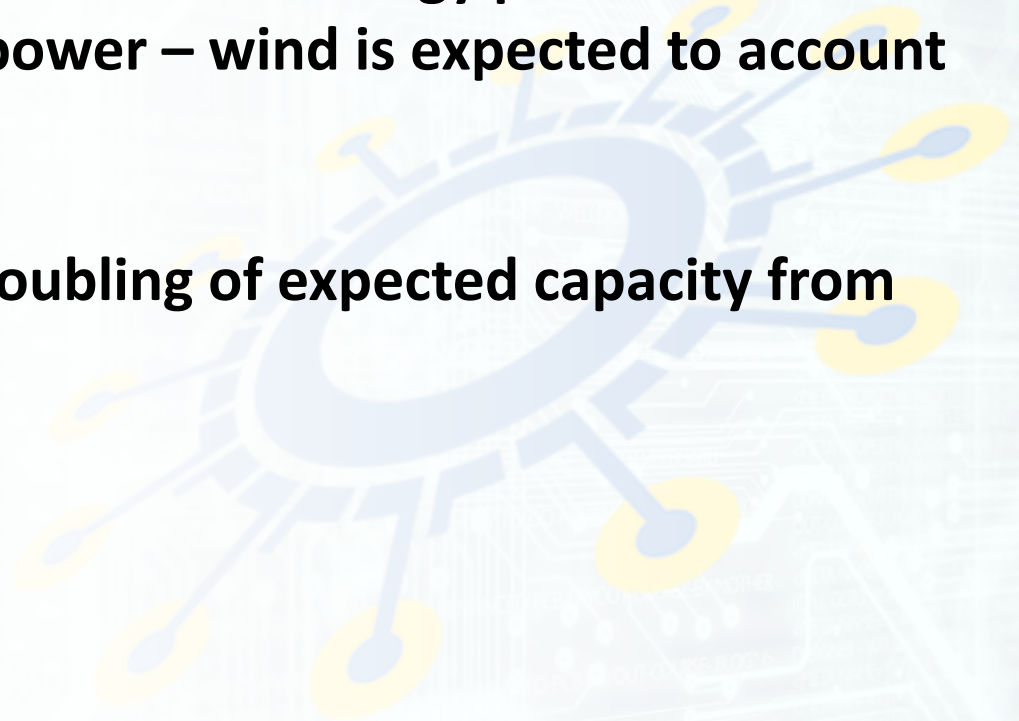 power – wind is expected to account
oubling of expected capacity from